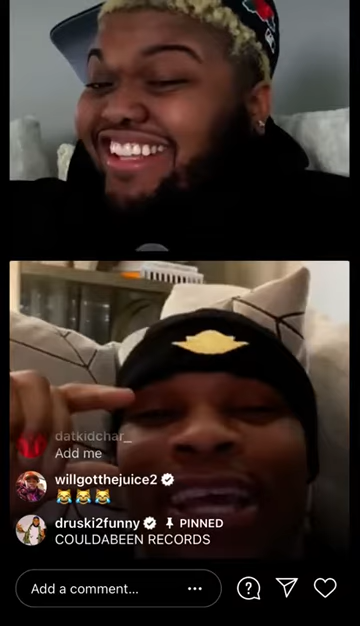 datkidchar_
Add me
willgotthejuice2
😹😹😹
druski2funny PINNED
COULDABEEN RECORDS
Add a comment...